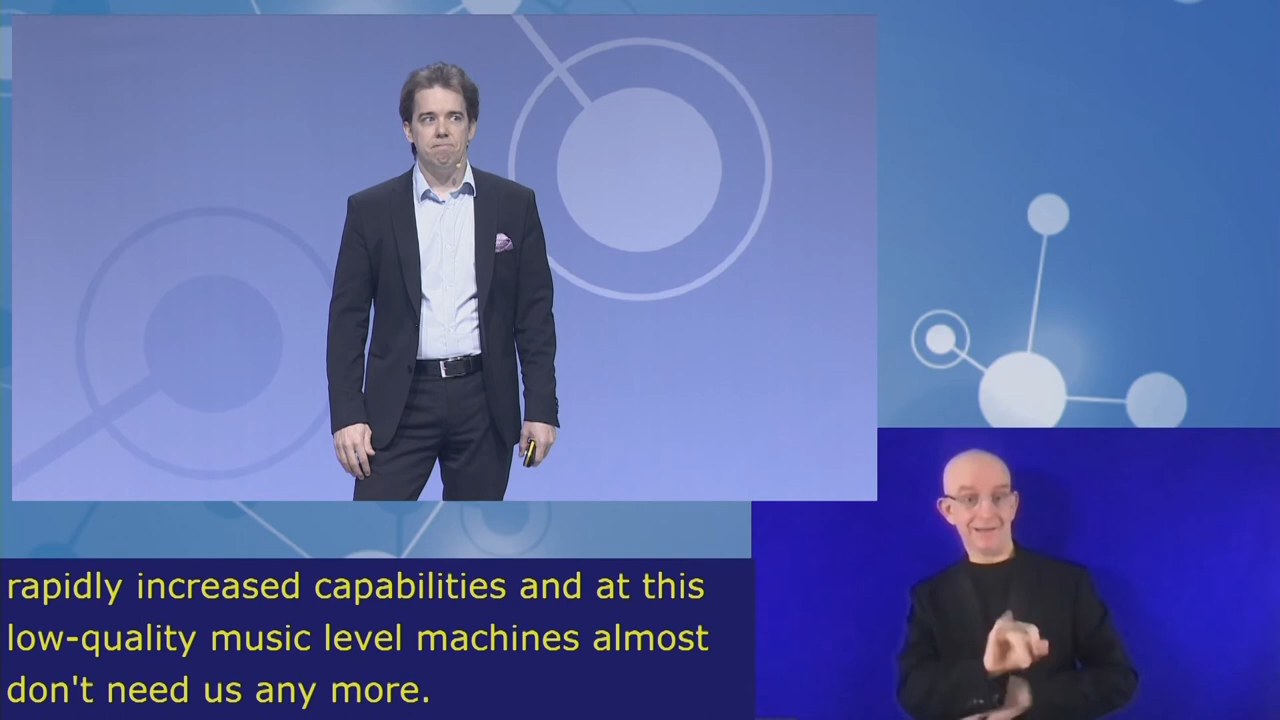 rapidly increased capabilities and at this
low-quality music level machines almost
don't need us any more.